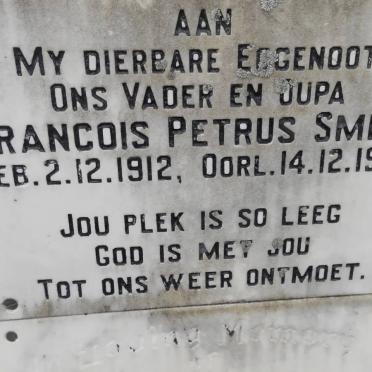 AAN
MY DIERBARE EGGENOOT
ONS VADER EN OUPA
FRANCOIS PETRUS SMI
GEB. 2.12.1912, OORL. 14.12.19
JOU PLEK IS SO LEEG
GOD IS MET JOU
TOT ONS WEER ONTMOET.